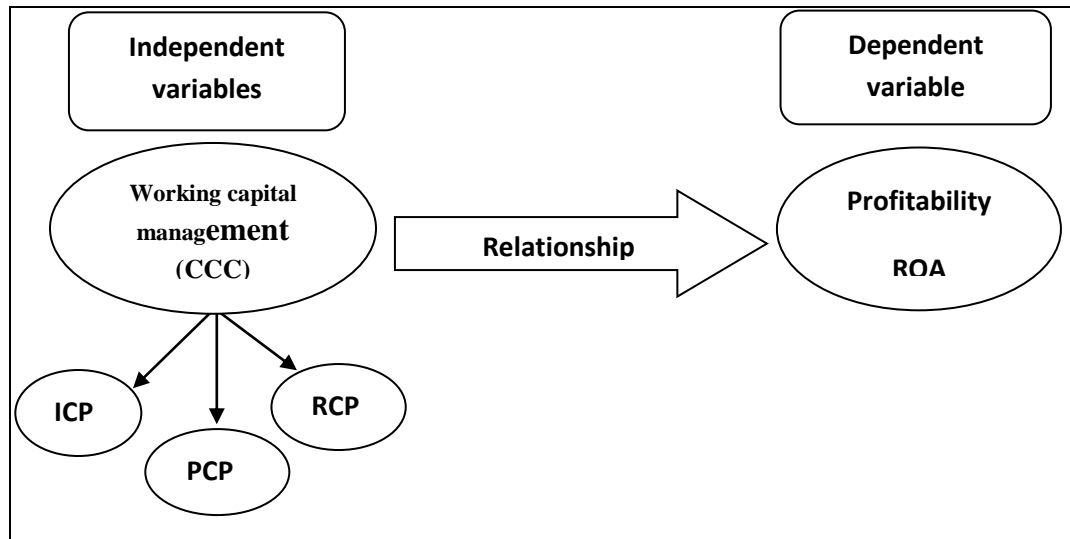 Independent
variables
Dependent
variable
Working capital
management
(CCC)
Relationship
Profitability
ROA
ICP
RCP
PCP